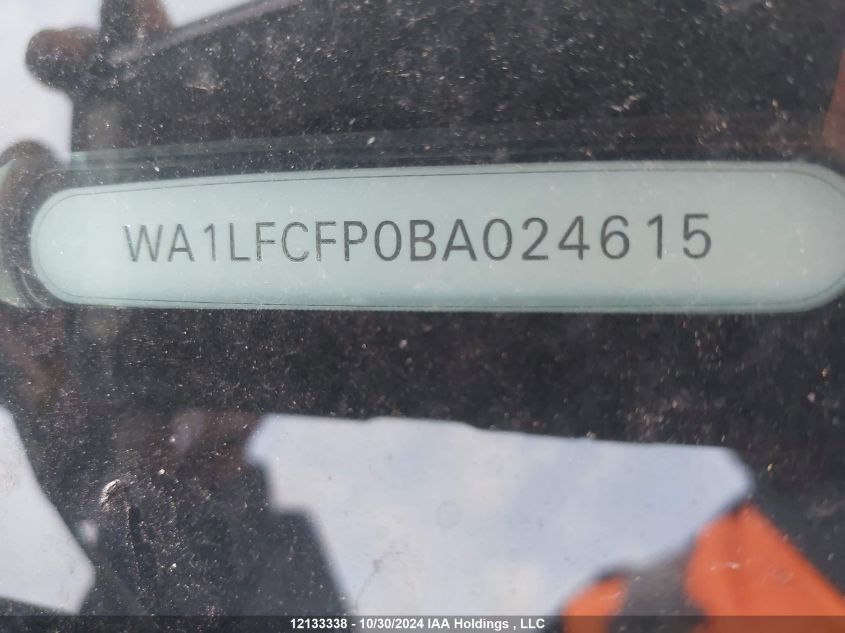 WA1LFCFP0BA024615
12133338 - 10/30/2024 IAA Holdings , LLC